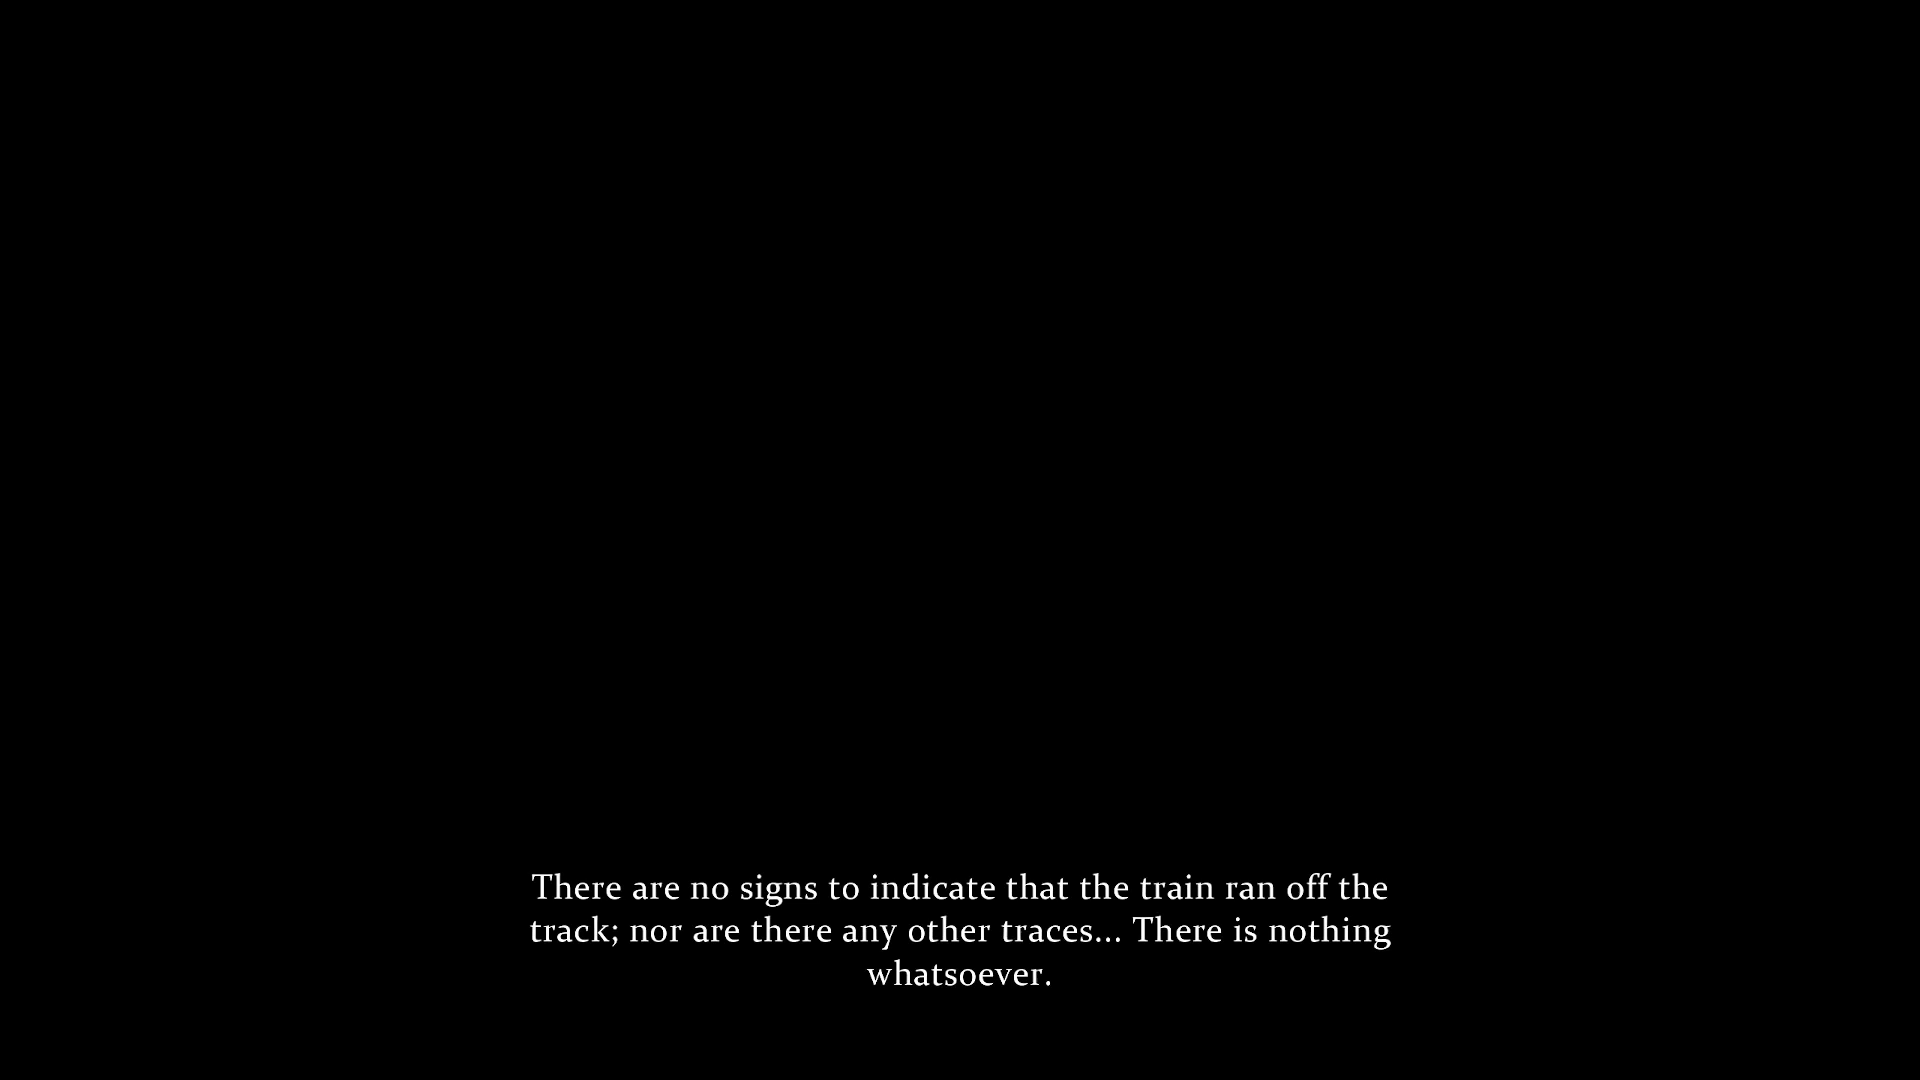 There are no signs to indicate that the train ran off the
track; nor are there any other traces... There is nothing
whatsoever.